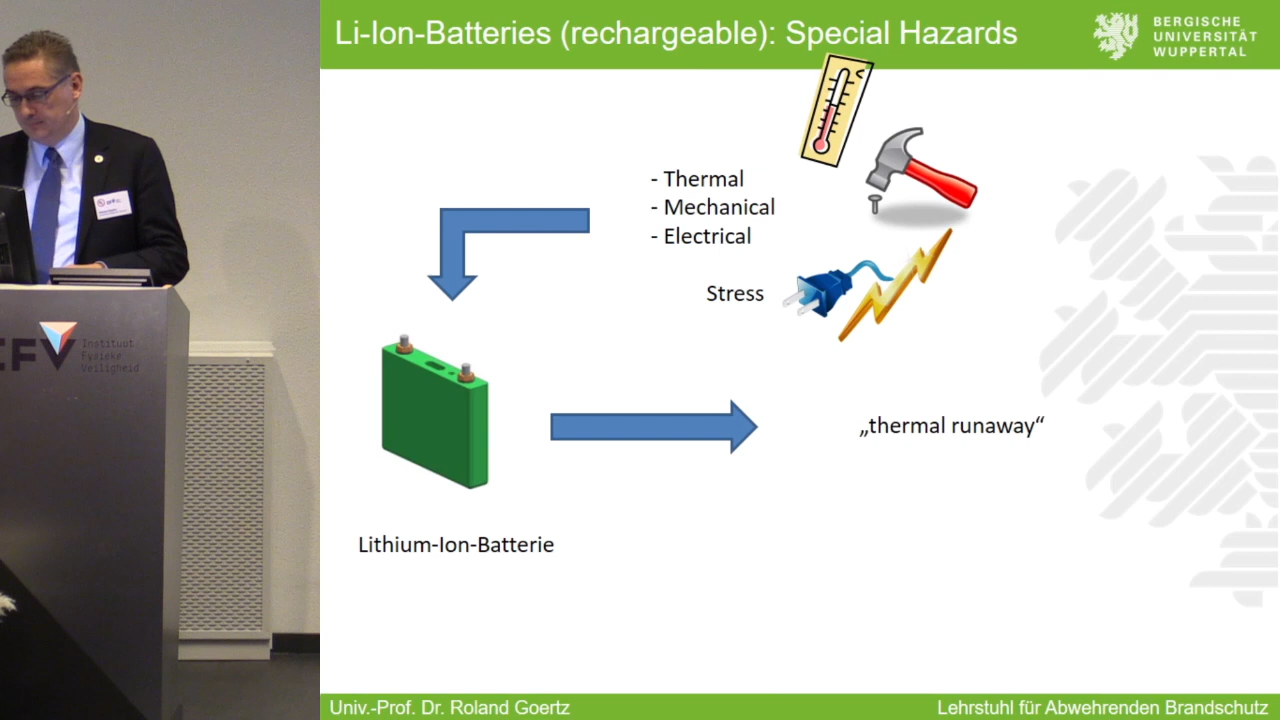 Li-Ion-Batteries (rechargeable): Special Hazards
BERGISCHE
UNIVERSITÄT
WUPPERTAL
- Thermal
- Mechanical
- Electrical
Stress
„thermal runaway“
Lithium-Ion-Batterie
Univ.-Prof. Dr. Roland Goertz
Lehrstuhl für Abwehrenden Brandschutz
IFV
Instituut
Fysieke
Veiligheid